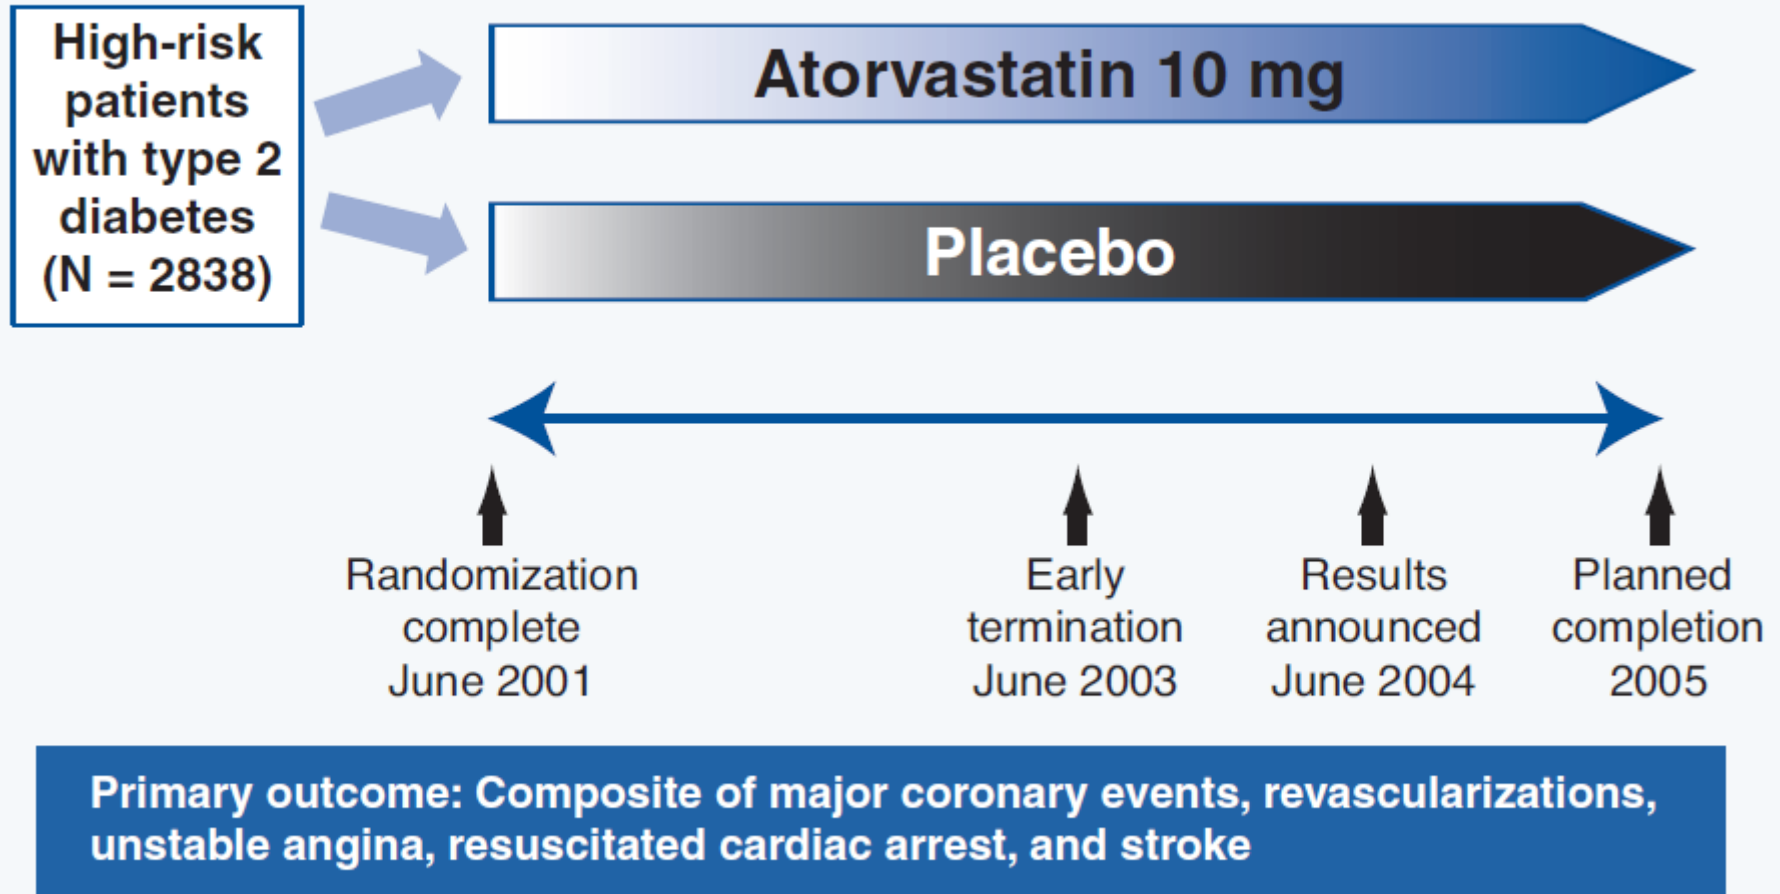 High-risk
patients
with type 2
diabetes
(N = 2838)
Atorvastatin 10 mg
Placebo
Randomization
complete
June 2001
Early
termination
June 2003
Results
announced
June 2004
Planned
completion
2005
Primary outcome: Composite of major coronary events, revascularizations,
unstable angina, resuscitated cardiac arrest, and stroke